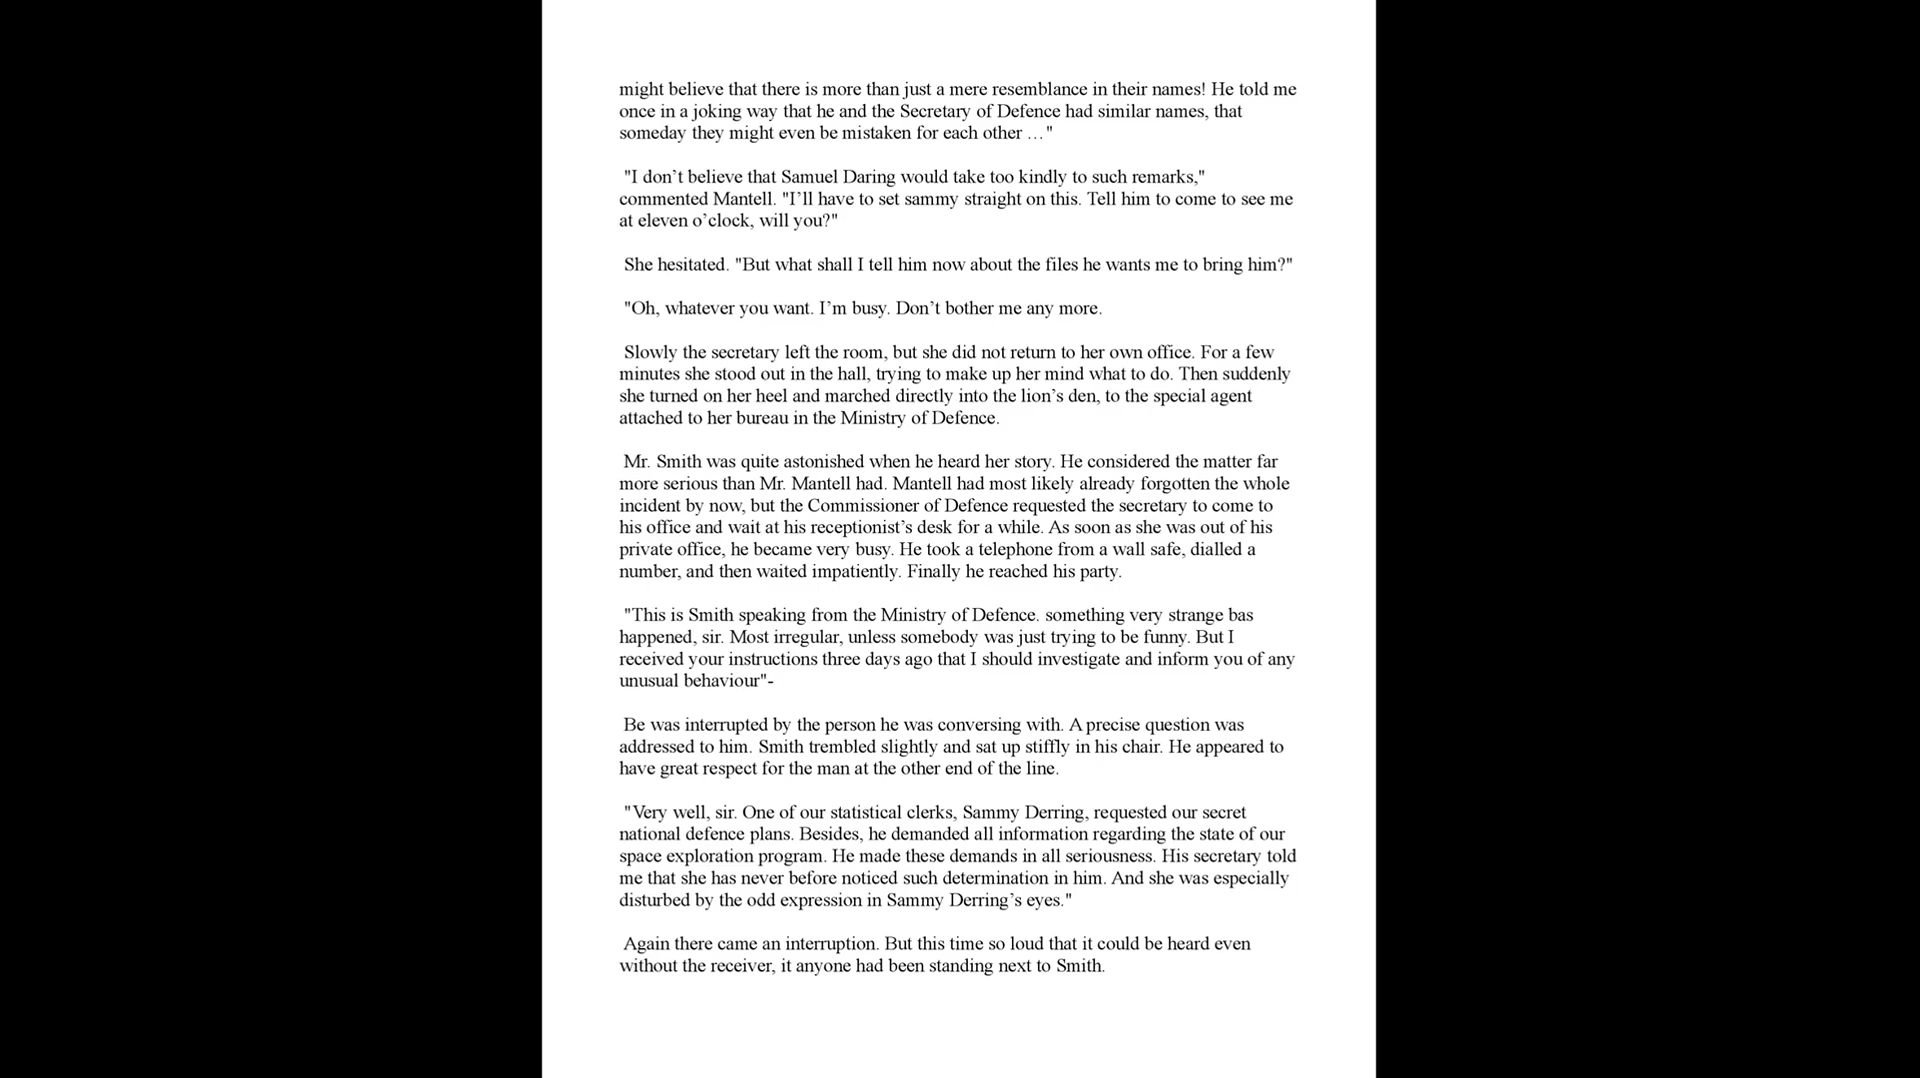 might believe that there is more than just a mere resemblance in their names! He told me
once in a joking way that he and the Secretary of Defence had similar names, that
someday they might even be mistaken for each other …"
"I don’t believe that Samuel Daring would take too kindly to such remarks,"
commented Mantell. "I’ll have to set sammy straight on this. Tell him to come to see me
at eleven o’clock, will you?"
She hesitated. "But what shall I tell him now about the files he wants me to bring him?"
"Oh, whatever you want. I’m busy. Don’t bother me any more.
Slowly the secretary left the room, but she did not return to her own office. For a few
minutes she stood out in the hall, trying to make up her mind what to do. Then suddenly
she turned on her heel and marched directly into the lion’s den, to the special agent
attached to her bureau in the Ministry of Defence.
Mr. Smith was quite astonished when he heard her story. He considered the matter far
more serious than Mr. Mantell had. Mantell had most likely already forgotten the whole
incident by now, but the Commissioner of Defence requested the secretary to come to
his office and wait at his receptionist’s desk for a while. As soon as she was out of his
private office, he became very busy. He took a telephone from a wall safe, dialled a
number, and then waited impatiently. Finally he reached his party.
"This is Smith speaking from the Ministry of Defence. something very strange bas
happened, sir. Most irregular, unless somebody was just trying to be funny. But I
received your instructions three days ago that I should investigate and inform you of any
unusual behaviour"-
Be was interrupted by the person he was conversing with. A precise question was
addressed to him. Smith trembled slightly and sat up stiffly in his chair. He appeared to
have great respect for the man at the other end of the line.
"Very well, sir. One of our statistical clerks, Sammy Derring, requested our secret
national defence plans. Besides, he demanded all information regarding the state of our
space exploration program. He made these demands in all seriousness. His secretary told
me that she has never before noticed such determination in him. And she was especially
disturbed by the odd expression in Sammy Derring’s eyes."
Again there came an interruption. But this time so loud that it could be heard even
without the receiver, it anyone had been standing next to Smith.